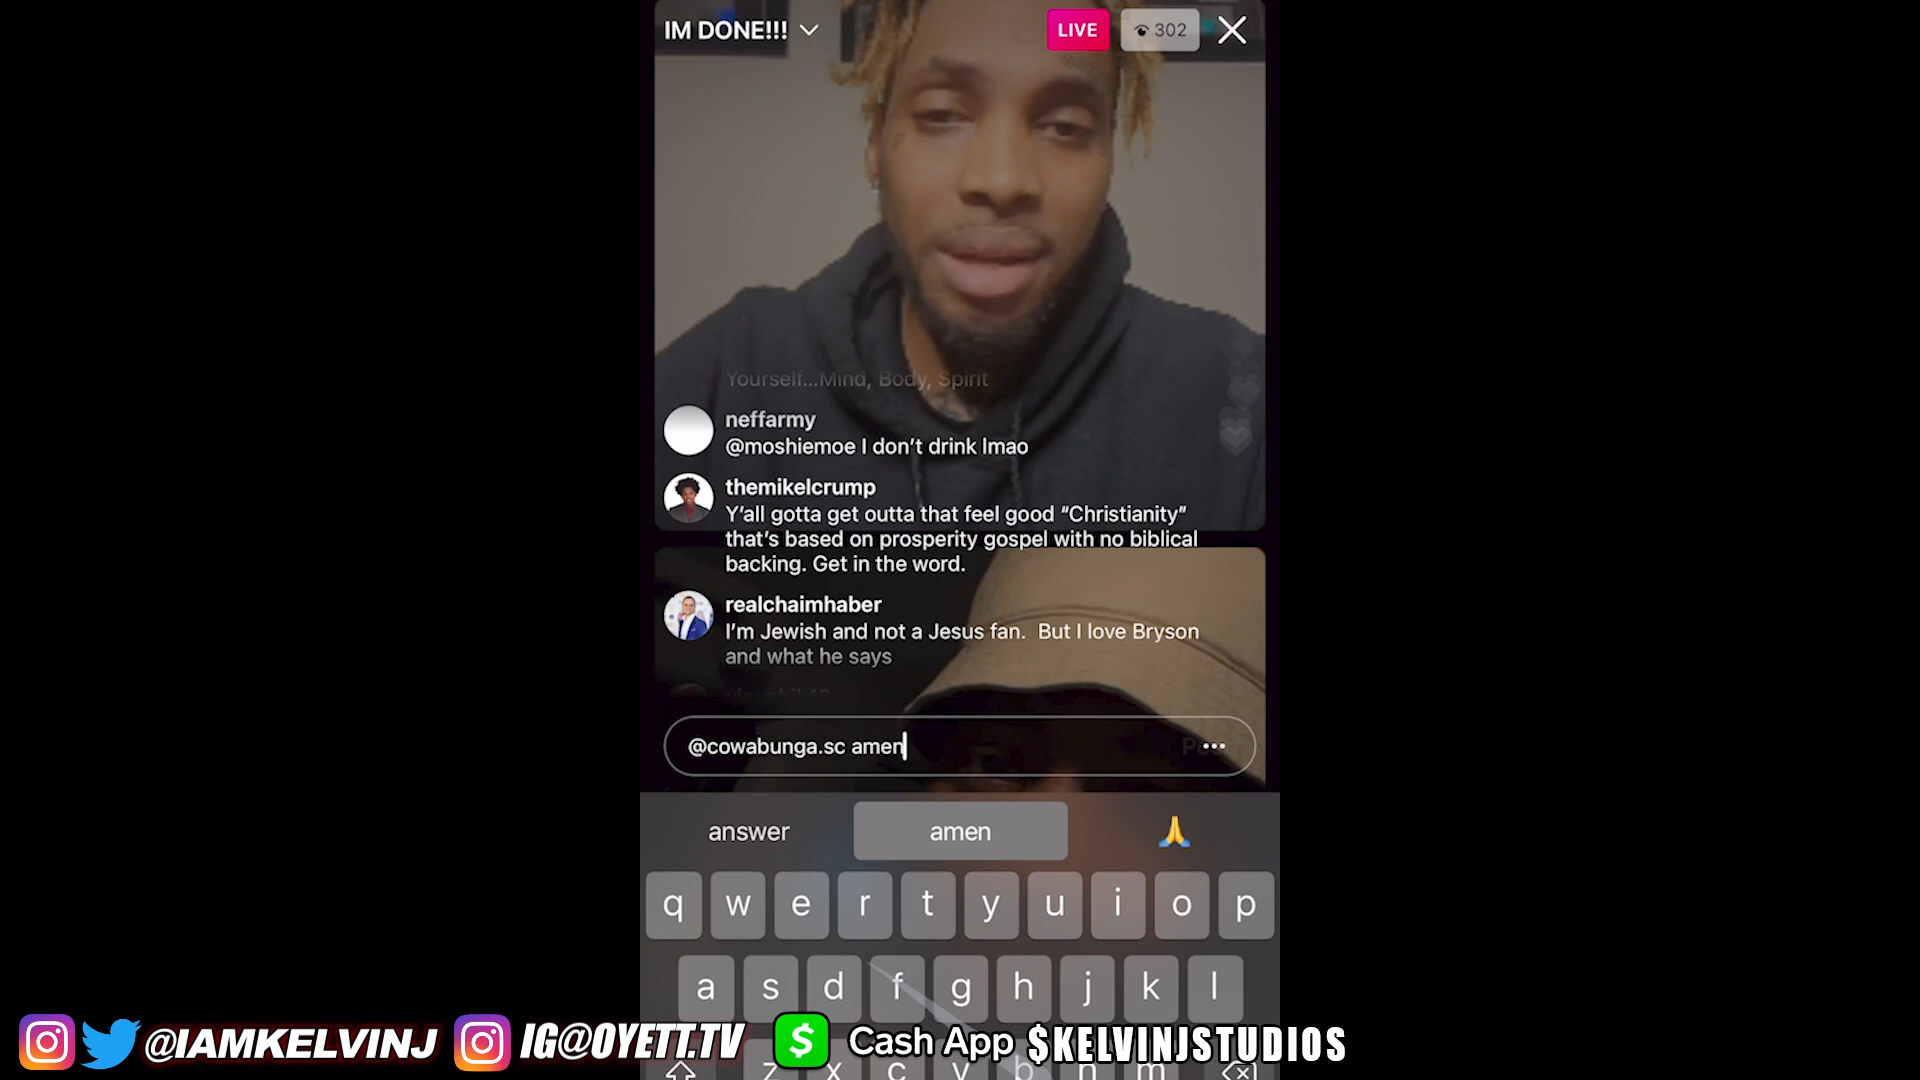 IM DONE!!!
LIVE
302
Yourself...Mind, Body, Spirit
neffarmy
@moshiemoe I don’t drink lmao
themikelcrump
Y’all gotta get outta that feel good “Christianity”
that’s based on prosperity gospel with no biblical
backing. Get in the word.
realchaimhaber
I’m Jewish and not a Jesus fan.  But I love Bryson
and what he says
@cowabunga.sc amen
answer amen
q w e r t y u i o p
a s d f g h j k l
z x c v b n m
@IAMKELVINJ IG@OYETT.TV $ Cash App $KELVINJSTUDIOS